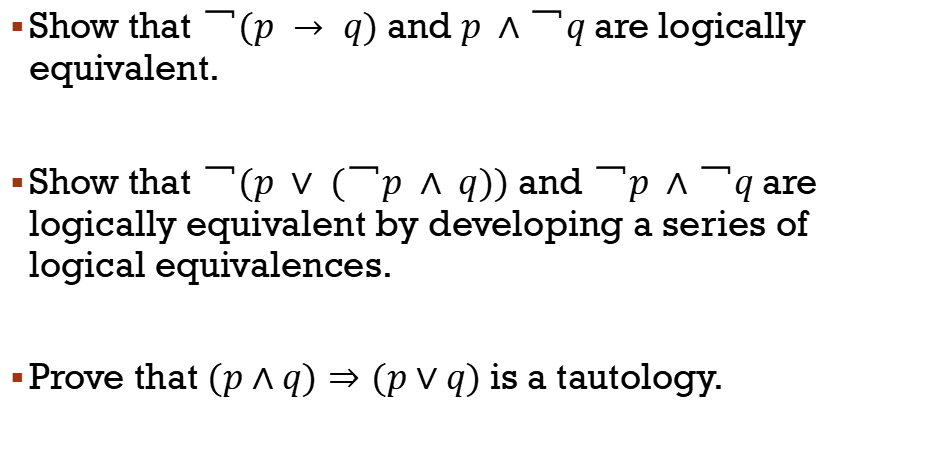 ▪ Show that ¬(p → q) and p ∧ ¬q are logically
equivalent.
▪ Show that ¬(p ∨ (¬p ∧ q)) and ¬p ∧ ¬q are
logically equivalent by developing a series of
logical equivalences.
▪ Prove that (p ∧ q) ⇒ (p ∨ q) is a tautology.